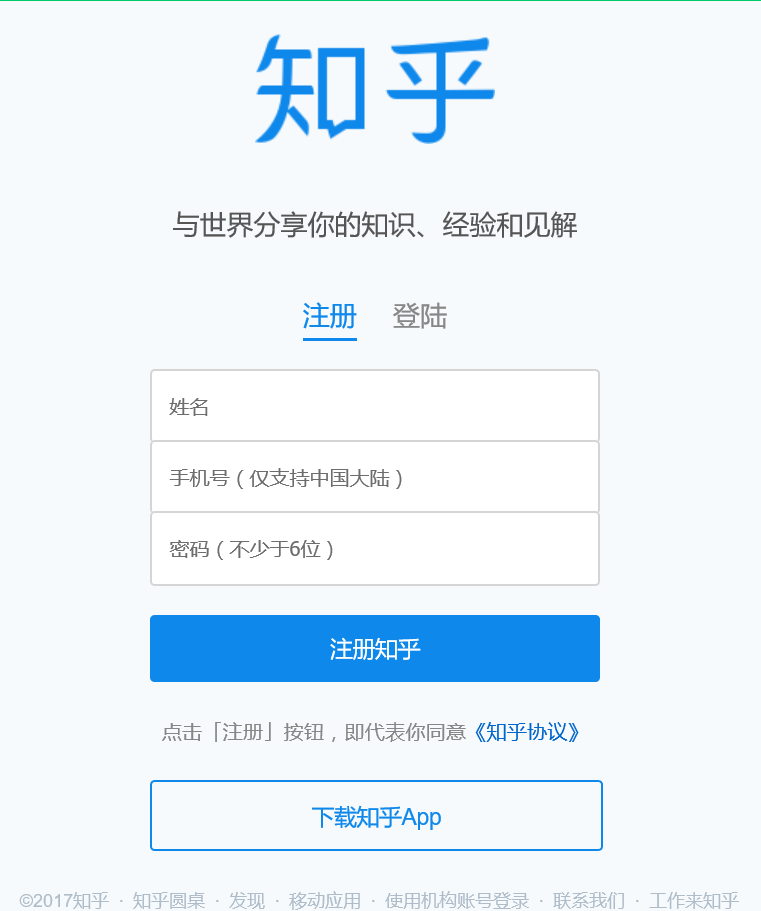 知乎
与世界分享你的知识、经验和见解
注册 登陆
姓名
手机号（仅支持中国大陆）
密码（不少于6位）
注册知乎
点击「注册」按钮，即代表你同意《知乎协议》
下载知乎App
©2017知乎 · 知乎圆桌 · 发现 · 移动应用 · 使用机构账号登录 · 联系我们 · 工作来知乎